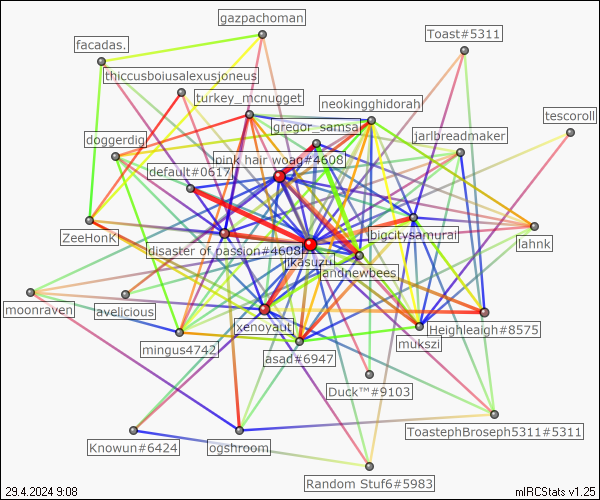 gazpachoman
Toast#5311
facadas.
thiccusboiusalexusjoneus
turkey_mcnugget
neokingghidorah
tescoroll
gregor_samsa
jarlbreadmaker
doggerdig
oink hair woag#4608
default#0617
ZeeHonk
bigcitysamurai
lahnk
disaster of passion#4608
ikasuzu
andnewbees
moonraven
avelicious
xenoyaut
Heighleaigh#8575
mukszi
mingus4742
asad#6947
Duck™#9103
ToastephBroseph5311#5311
Knowun#6424
ogshroom
Random Stuf6#5983
29.4.2024 9:08
mIRCStats v1.25